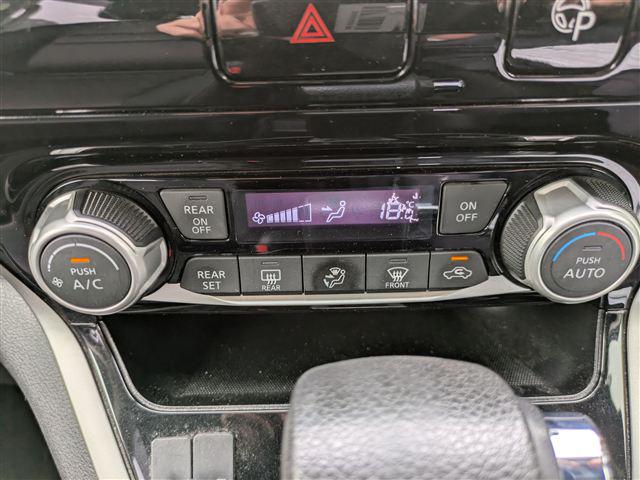 P
REAR
ON
OFF
18.0
ON
OFF
PUSH
A/C
REAR
SET
REAR
FRONT
PUSH
AUTO